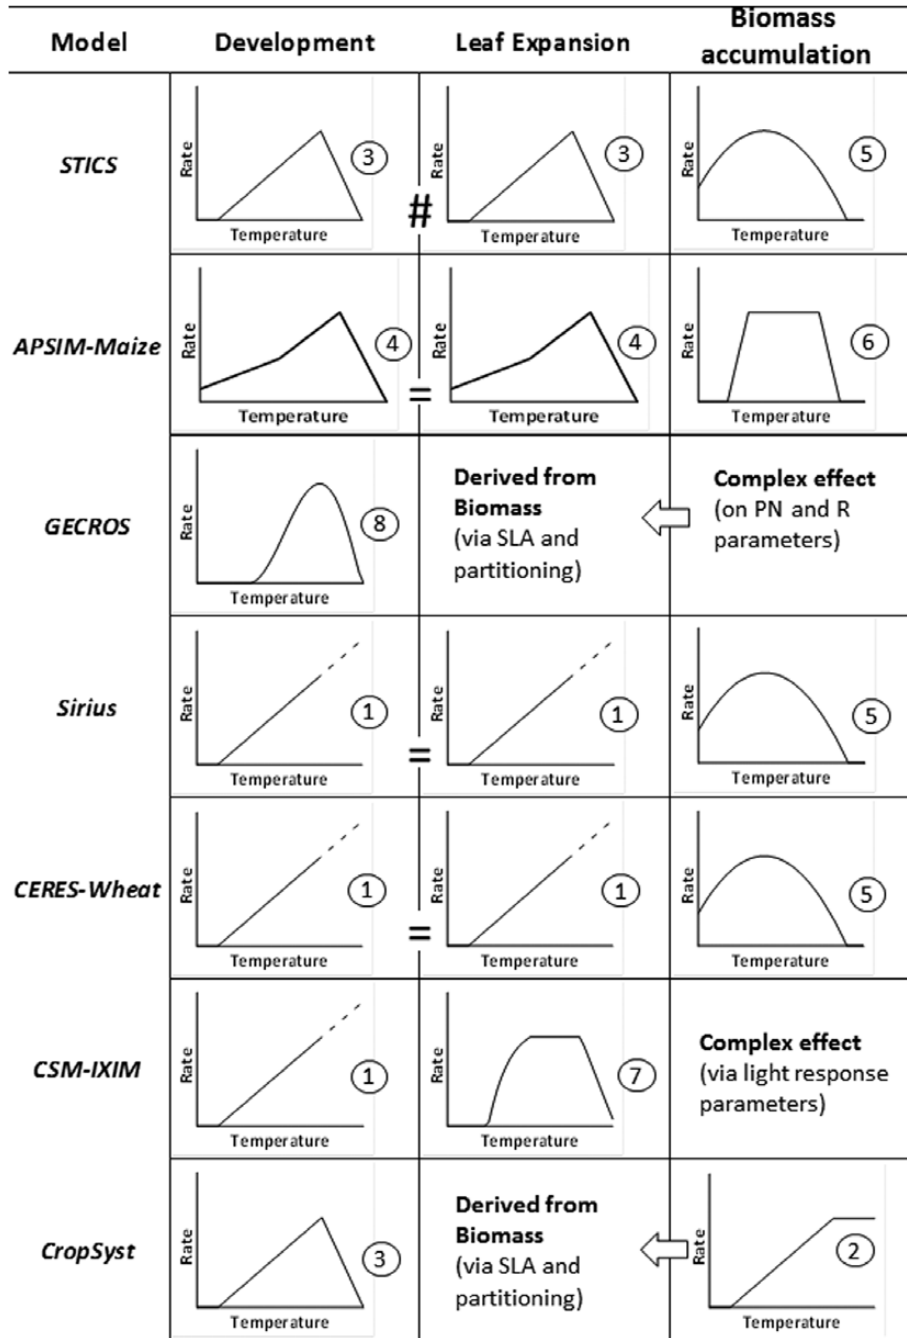 Model
Development
Leaf Expansion
Biomass
accumulation
STICS
Rate
Temperature
3
#
Rate
Temperature
3
Rate
Temperature
5
APSIM-Maize
Rate
Temperature
4
=
Rate
Temperature
4
Rate
Temperature
6
GECROS
Rate
Temperature
8
Derived from
Biomass
(via SLA and
partitioning)
Complex effect
(on PN and R
parameters)
Sirius
Rate
Temperature
1
=
Rate
Temperature
1
Rate
Temperature
5
CERES-Wheat
Rate
Temperature
1
=
Rate
Temperature
1
Rate
Temperature
5
CSM-IXIM
Rate
Temperature
1
Rate
Temperature
7
Complex effect
(via light response
parameters)
CropSyst
Rate
Temperature
3
Derived from
Biomass
(via SLA and
partitioning)
Rate
Temperature
2